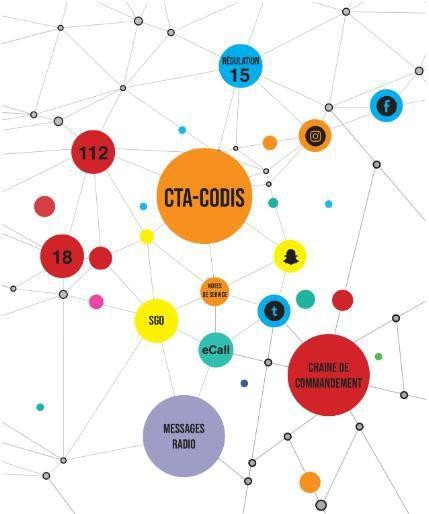 RÉGULATION
15
112
CTA-CODIS
18
NOTES
DE SERVICE
SGO
eCall
CHAINE DE
COMMANDEMENT
MESSAGES
RADIO